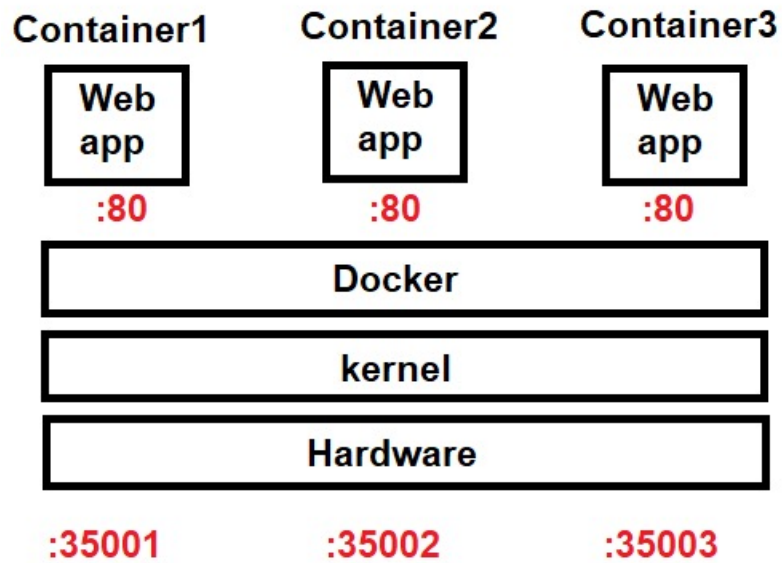 Container1 Container2 Container3
Web Web Web
app app app
:80 :80 :80
Docker
kernel
Hardware
:35001 :35002 :35003